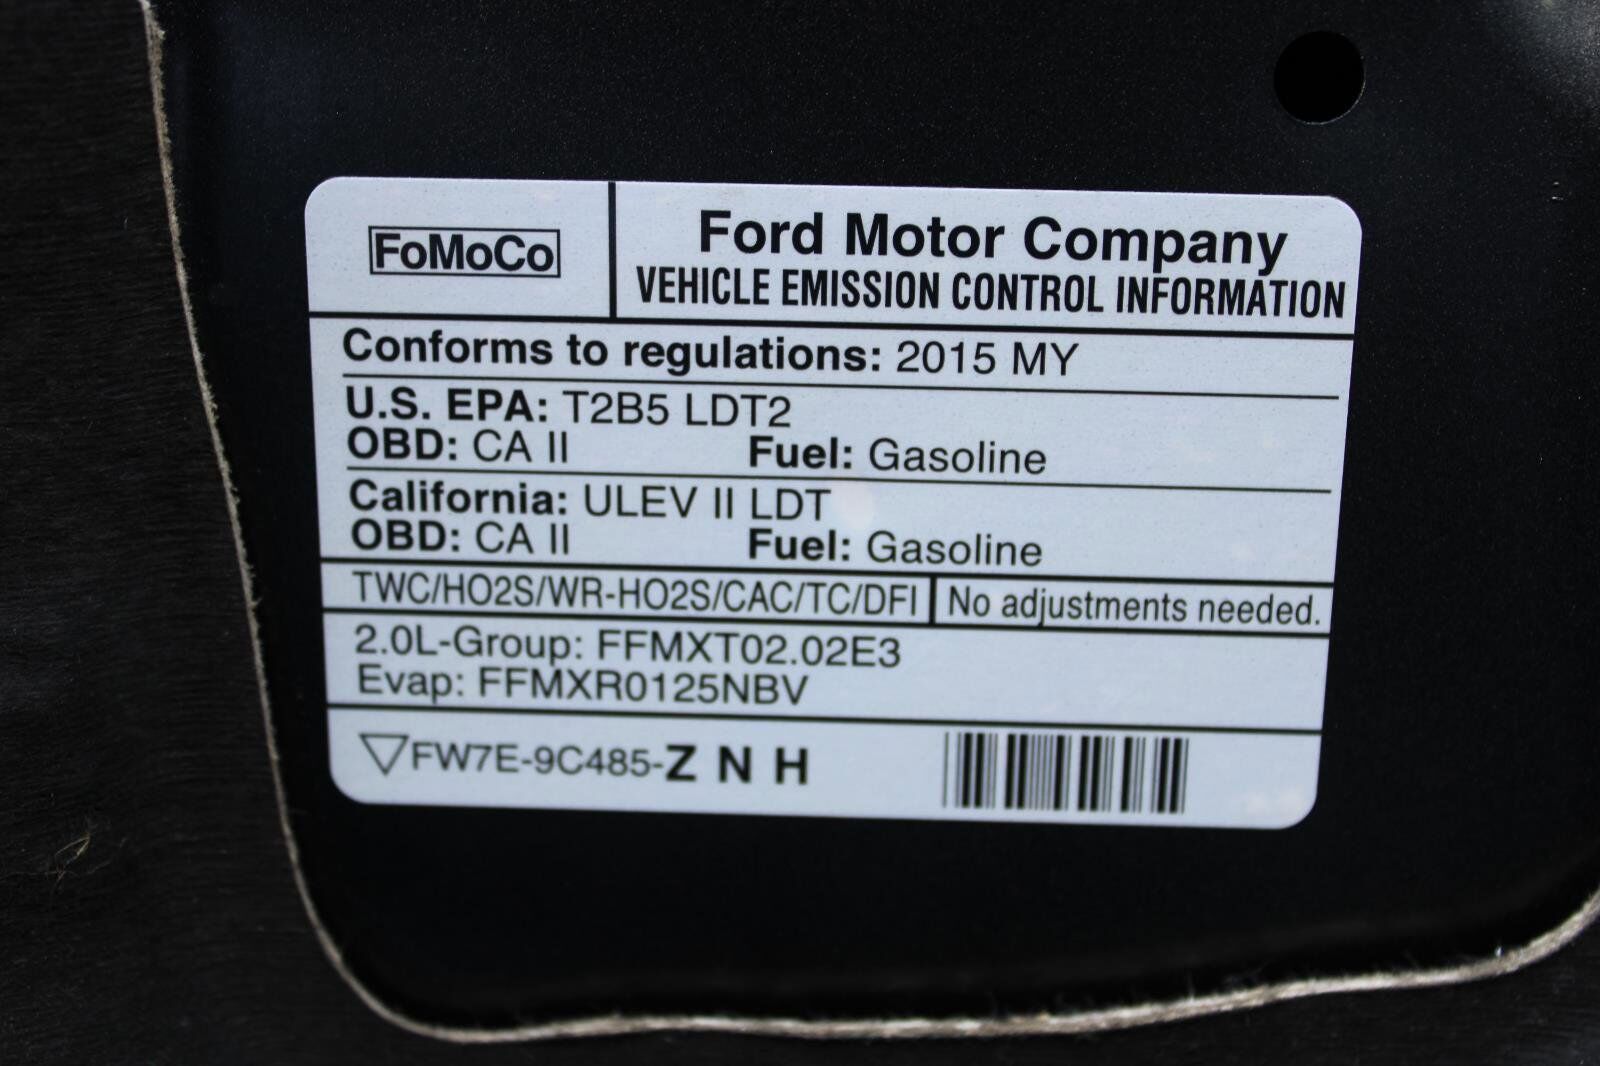 FoMoCo
Ford Motor Company
VEHICLE EMISSION CONTROL INFORMATION
Conforms to regulations: 2015 MY
U.S. EPA: T2B5 LDT2
OBD: CA II Fuel: Gasoline
California: ULEV II LDT
OBD: CA II Fuel: Gasoline
TWC/HO2S/WR-HO2S/CAC/TC/DFI No adjustments needed.
2.0L-Group: FFMXT02.02E3
Evap: FFMXR0125NBV
FW7E-9C485-Z N H